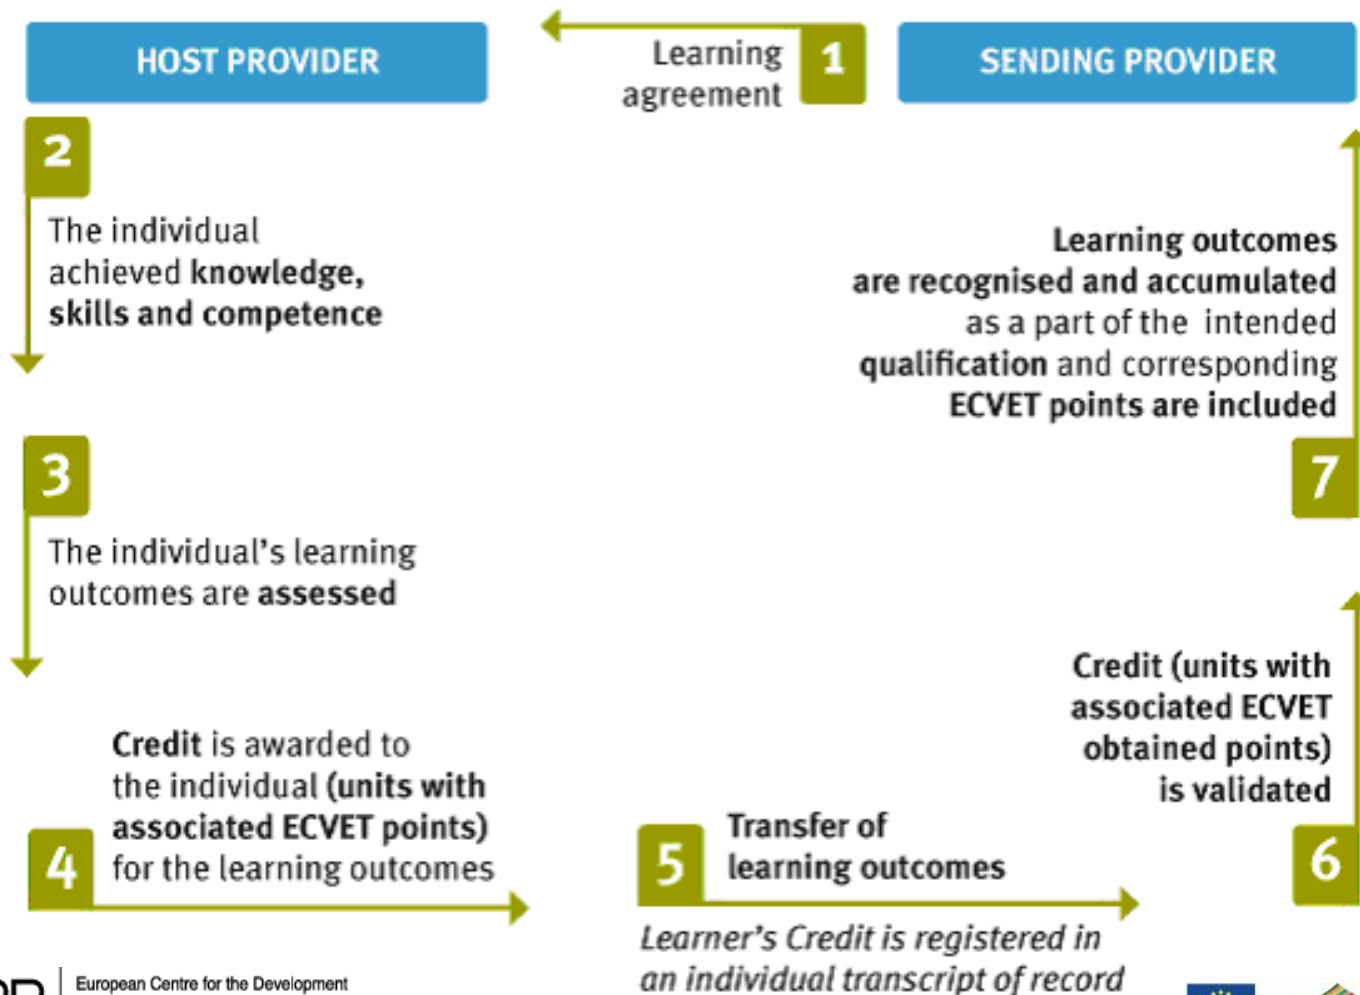 HOST PROVIDER
Learning
agreement
1
SENDING PROVIDER
2
The individual
achieved knowledge,
skills and competence
3
The individual's learning
outcomes are assessed
Credit is awarded to
the individual (units with
associated ECVET points)
for the learning outcomes
4
5
Transfer of
learning outcomes
Learner's Credit is registered in
an individual transcript of record
Credit (units with
associated ECVET
obtained points)
is validated
6
Learning outcomes
are recognised and accumulated
as a part of the intended
qualification and corresponding
ECVET points are included
7
European Centre for the Development